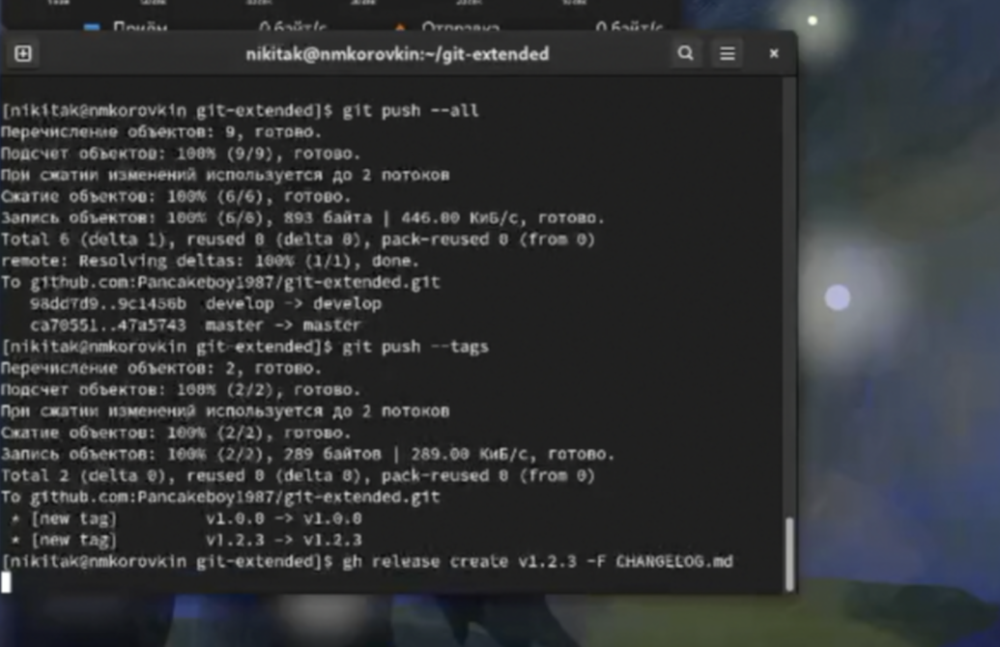 Приём 0 байт/с Отправка 0 байт/с
nikitak@nmkorovkin:~/git-extended
[nikitak@nmkorovkin git-extended]$ git push --all
Перечисление объектов: 9, готово.
Подсчет объектов: 100% (9/9), готово.
При сжатии изменений используется до 2 потоков
Сжатие объектов: 100% (6/6), готово.
Запись объектов: 100% (6/6), 893 байта | 446.00 КиБ/с, готово.
Total 6 (delta 1), reused 0 (delta 0), pack-reused 0 (from 0)
remote: Resolving deltas: 100% (1/1), done.
To github.com:Pancakeboy1987/git-extended.git
98dd7d9..9c1456b develop -> develop
ca70551..47a5743 master -> master
[nikitak@nmkorovkin git-extended]$ git push --tags
Перечисление объектов: 2, готово.
Подсчет объектов: 100% (2/2), готово.
При сжатии изменений используется до 2 потоков
Сжатие объектов: 100% (2/2), готово.
Запись объектов: 100% (2/2), 289 байтов | 289.00 КиБ/с, готово.
Total 2 (delta 0), reused 0 (delta 0), pack-reused 0 (from 0)
To github.com:Pancakeboy1987/git-extended.git
* [new tag] v1.0.0 -> v1.0.0
* [new tag] v1.2.3 -> v1.2.3
[nikitak@nmkorovkin git-extended]$ gh release create v1.2.3 -F CHANGELOG.md